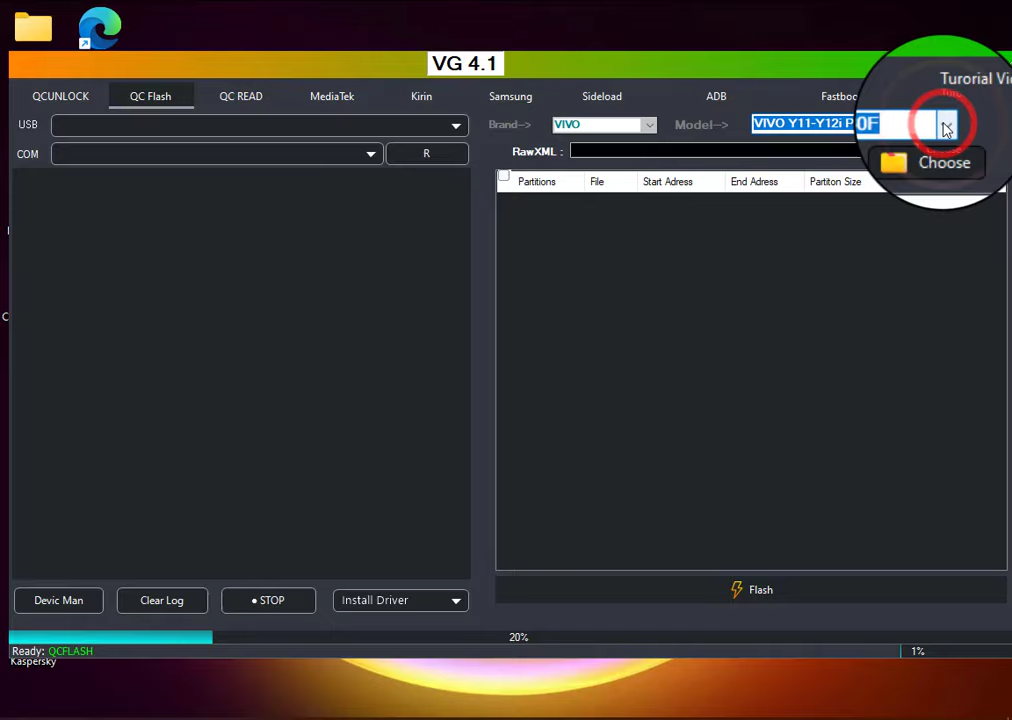 VG 4.1
Turorial Vi
QCUNLOCK QC Flash QC READ MediaTek Kirin Samsung Sideload ADB Fastboo
USB Brand--> VIVO Model--> VIVO Y11-Y12i P 0F
COM R RawXML : Choose
Partitions File Start Adress End Adress Partiton Size
Devic Man Clear Log • STOP Install Driver Flash
20%
Ready: QCFLASH 1%
Kaspersky